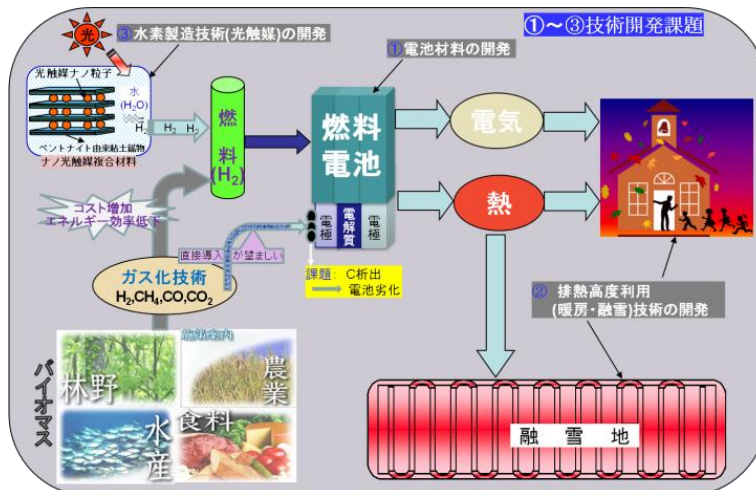 ①～③技術開発課題
光
③水素製造技術(光触媒)の開発
①電池材料の開発
光触媒ナノ粒子
水
(H₂O)
H₂ H₂ H₂
ベントナイト由来粘土鉱物
ナノ光触媒複合材料
燃
料
(H₂)
燃料
電池
電極
電解質
電極
電気
熱
コスト増加
エネルギー効率低下
直接導入が望ましい
課題: C析出
電池劣化
ガス化技術
H₂,CH₄,CO,CO₂
② 排熱高度利用
(暖房・融雪)技術の開発
バイオマス
林野
施策案内
農業
水産
食料
融雪地